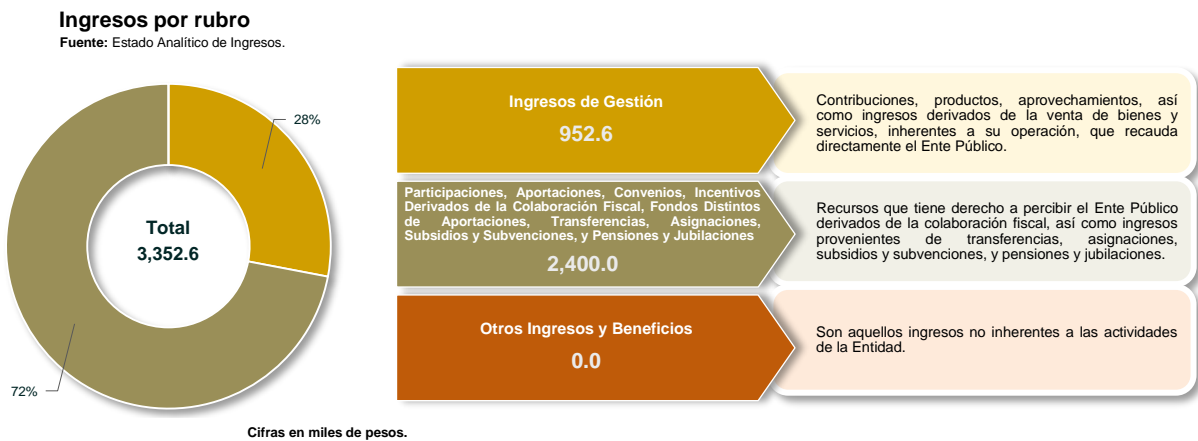 Ingresos por rubro
Fuente: Estado Analítico de Ingresos.
28%
Total
3,352.6
72%
Ingresos de Gestión
952.6
Contribuciones, productos, aprovechamientos, así
como ingresos derivados de la venta de bienes y
servicios, inherentes a su operación, que recauda
directamente el Ente Público.
Participaciones, Aportaciones, Convenios, Incentivos
Derivados de la Colaboración Fiscal, Fondos Distintos
de Aportaciones, Transferencias, Asignaciones,
Subsidios y Subvenciones, y Pensiones y Jubilaciones
2,400.0
Recursos que tiene derecho a percibir el Ente Público
derivados de la colaboración fiscal, así como ingresos
provenientes de transferencias, asignaciones,
subsidios y subvenciones, y pensiones y jubilaciones.
Otros Ingresos y Beneficios
0.0
Son aquellos ingresos no inherentes a las actividades
de la Entidad.
Cifras en miles de pesos.